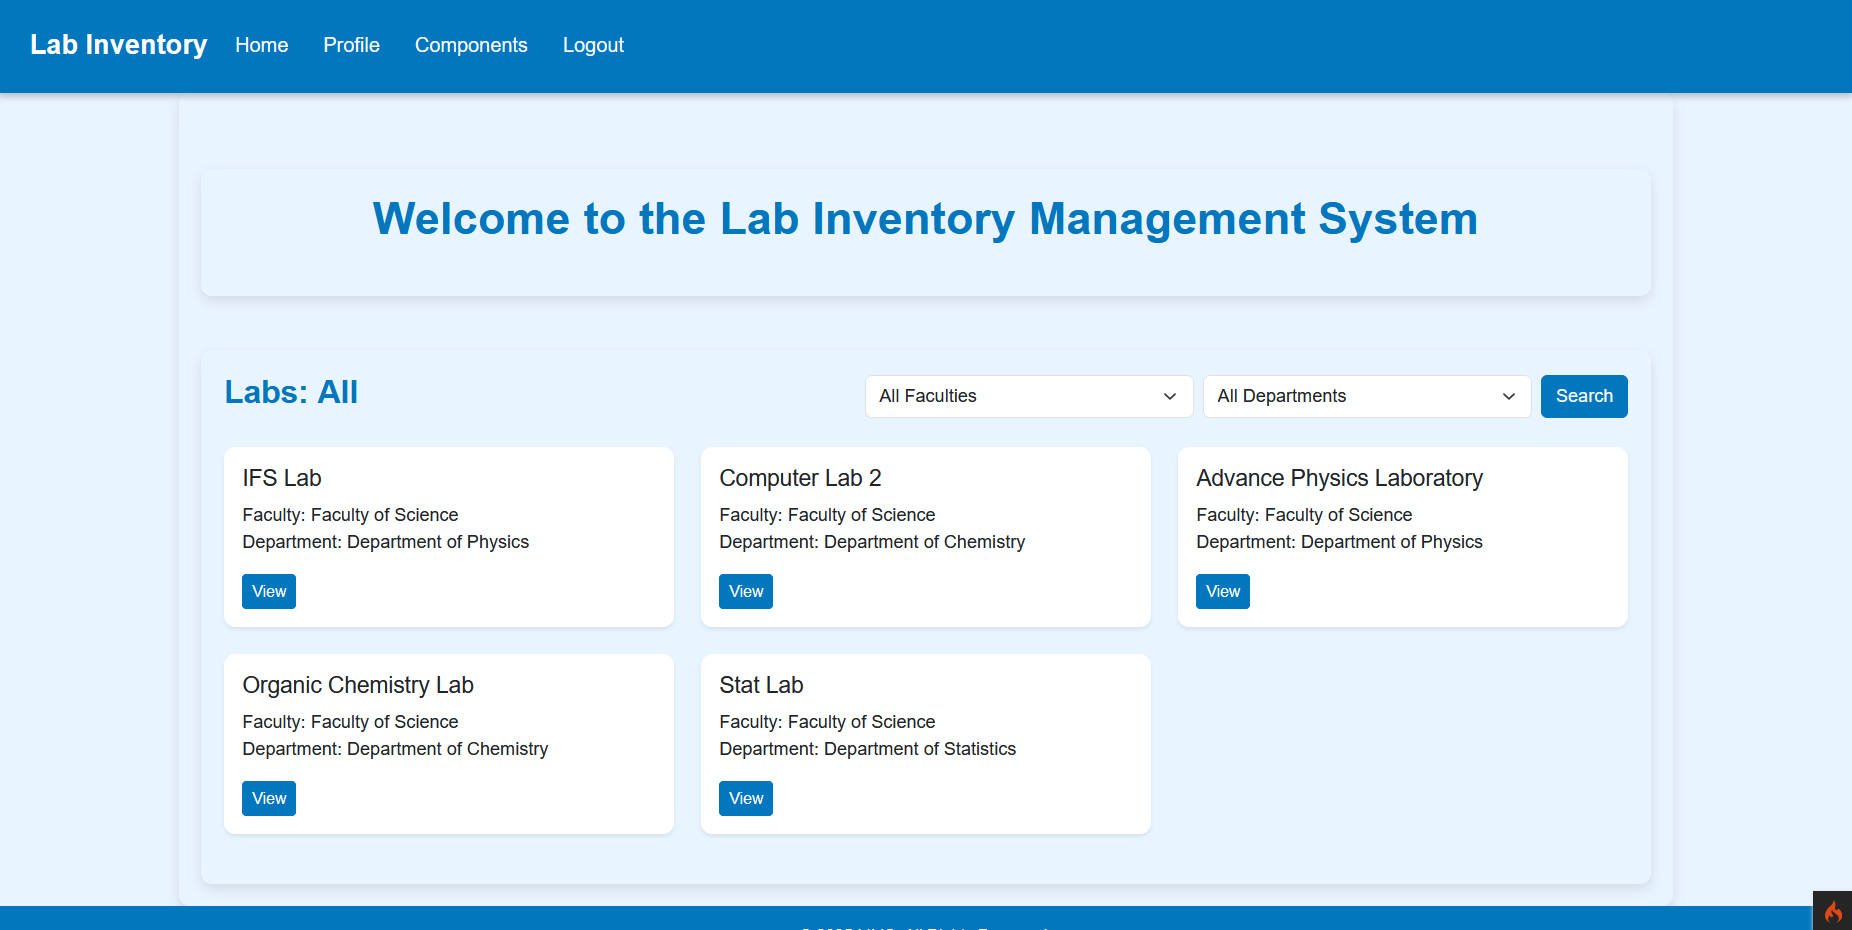 Lab Inventory Home Profile Components Logout
Welcome to the Lab Inventory Management System
Labs: All
All Faculties
All Departments
Search
IFS Lab
Faculty: Faculty of Science
Department: Department of Physics
View
Computer Lab 2
Faculty: Faculty of Science
Department: Department of Chemistry
View
Advance Physics Laboratory
Faculty: Faculty of Science
Department: Department of Physics
View
Organic Chemistry Lab
Faculty: Faculty of Science
Department: Department of Chemistry
View
Stat Lab
Faculty: Faculty of Science
Department: Department of Statistics
View